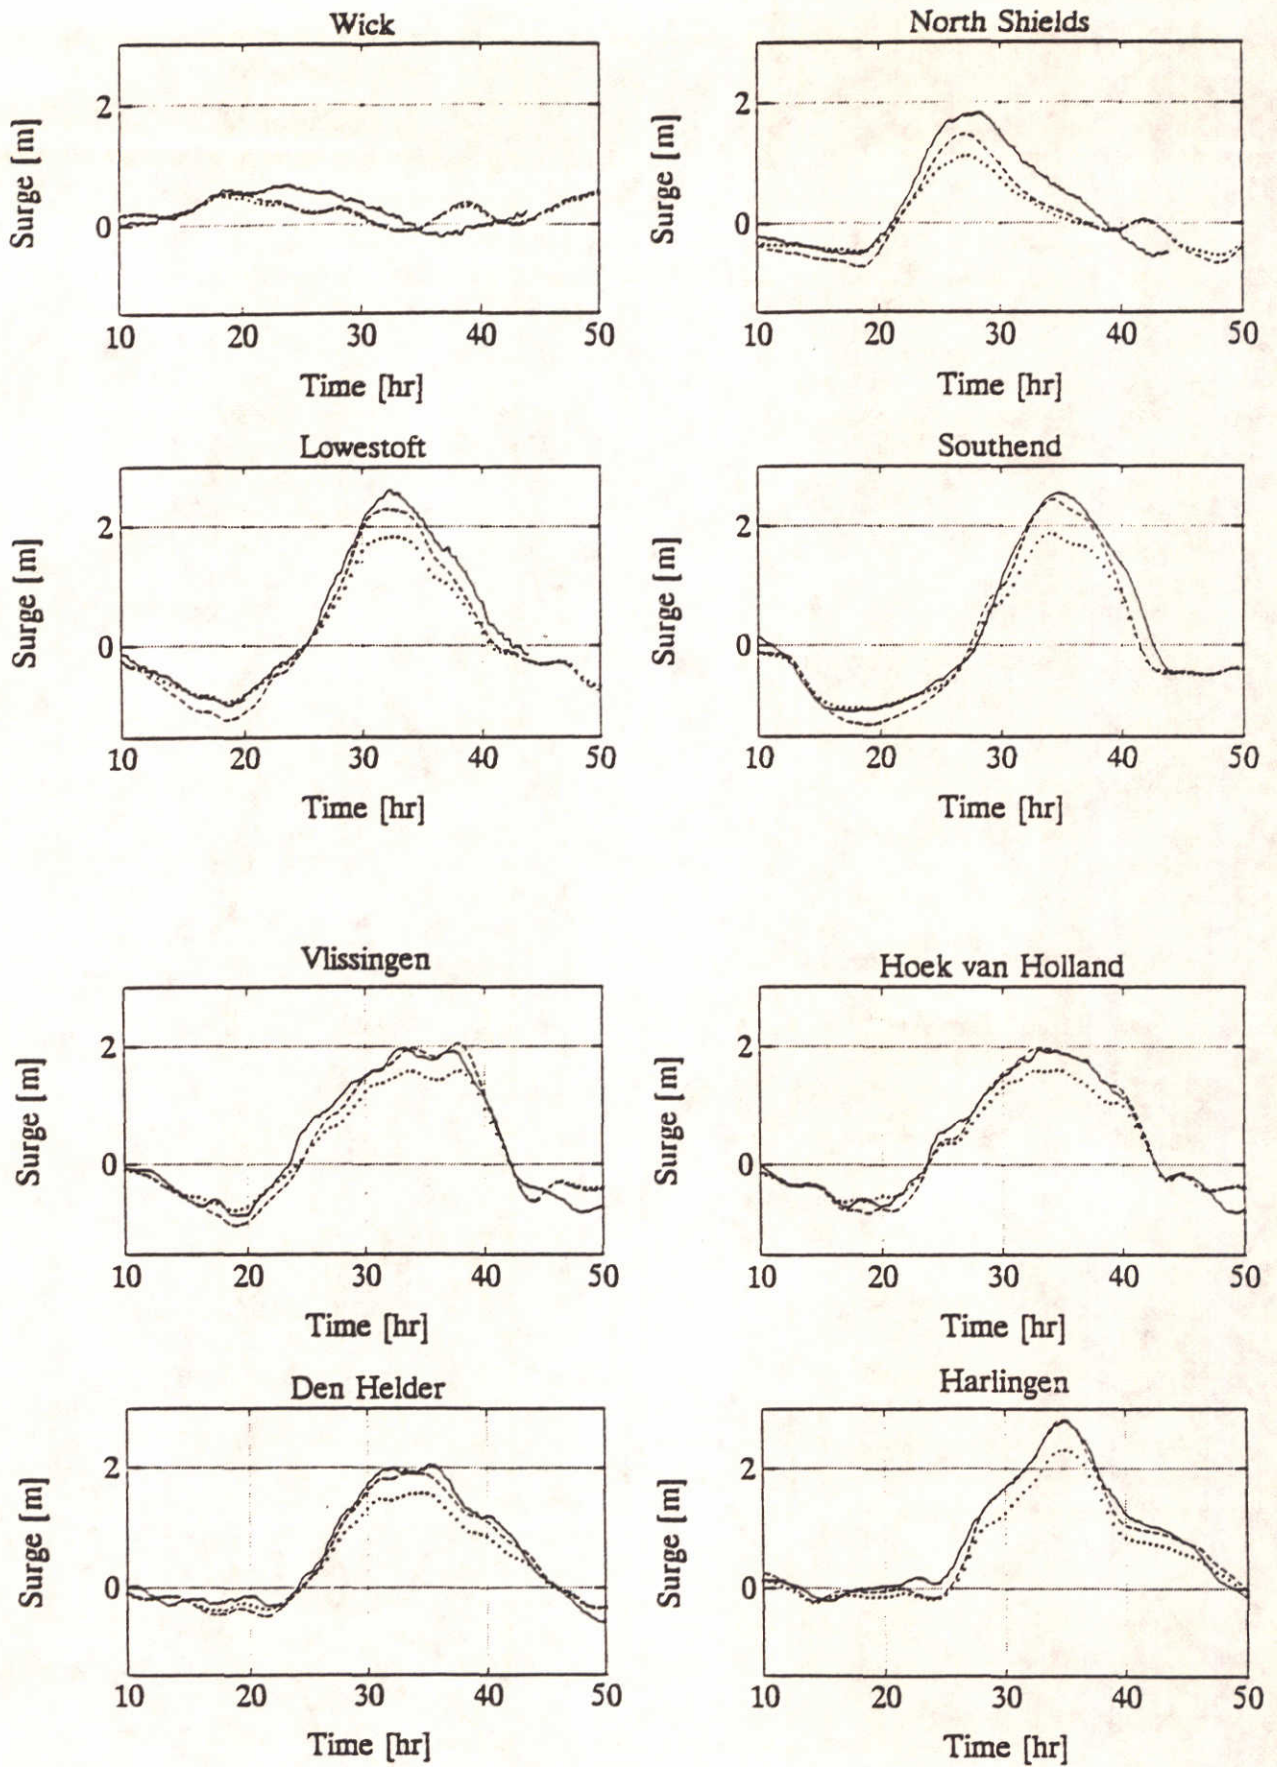 Wick
Surge [m]
2
0
10 20 30 40 50
Time [hr]
North Shields
Surge [m]
2
0
10 20 30 40 50
Time [hr]
Lowestoft
Surge [m]
2
0
10 20 30 40 50
Time [hr]
Southend
Surge [m]
2
0
10 20 30 40 50
Time [hr]
Vlissingen
Surge [m]
2
0
10 20 30 40 50
Time [hr]
Hoek van Holland
Surge [m]
2
0
10 20 30 40 50
Time [hr]
Den Helder
Surge [m]
2
0
10 20 30 40 50
Time [hr]
Harlingen
Surge [m]
2
0
10 20 30 40 50
Time [hr]